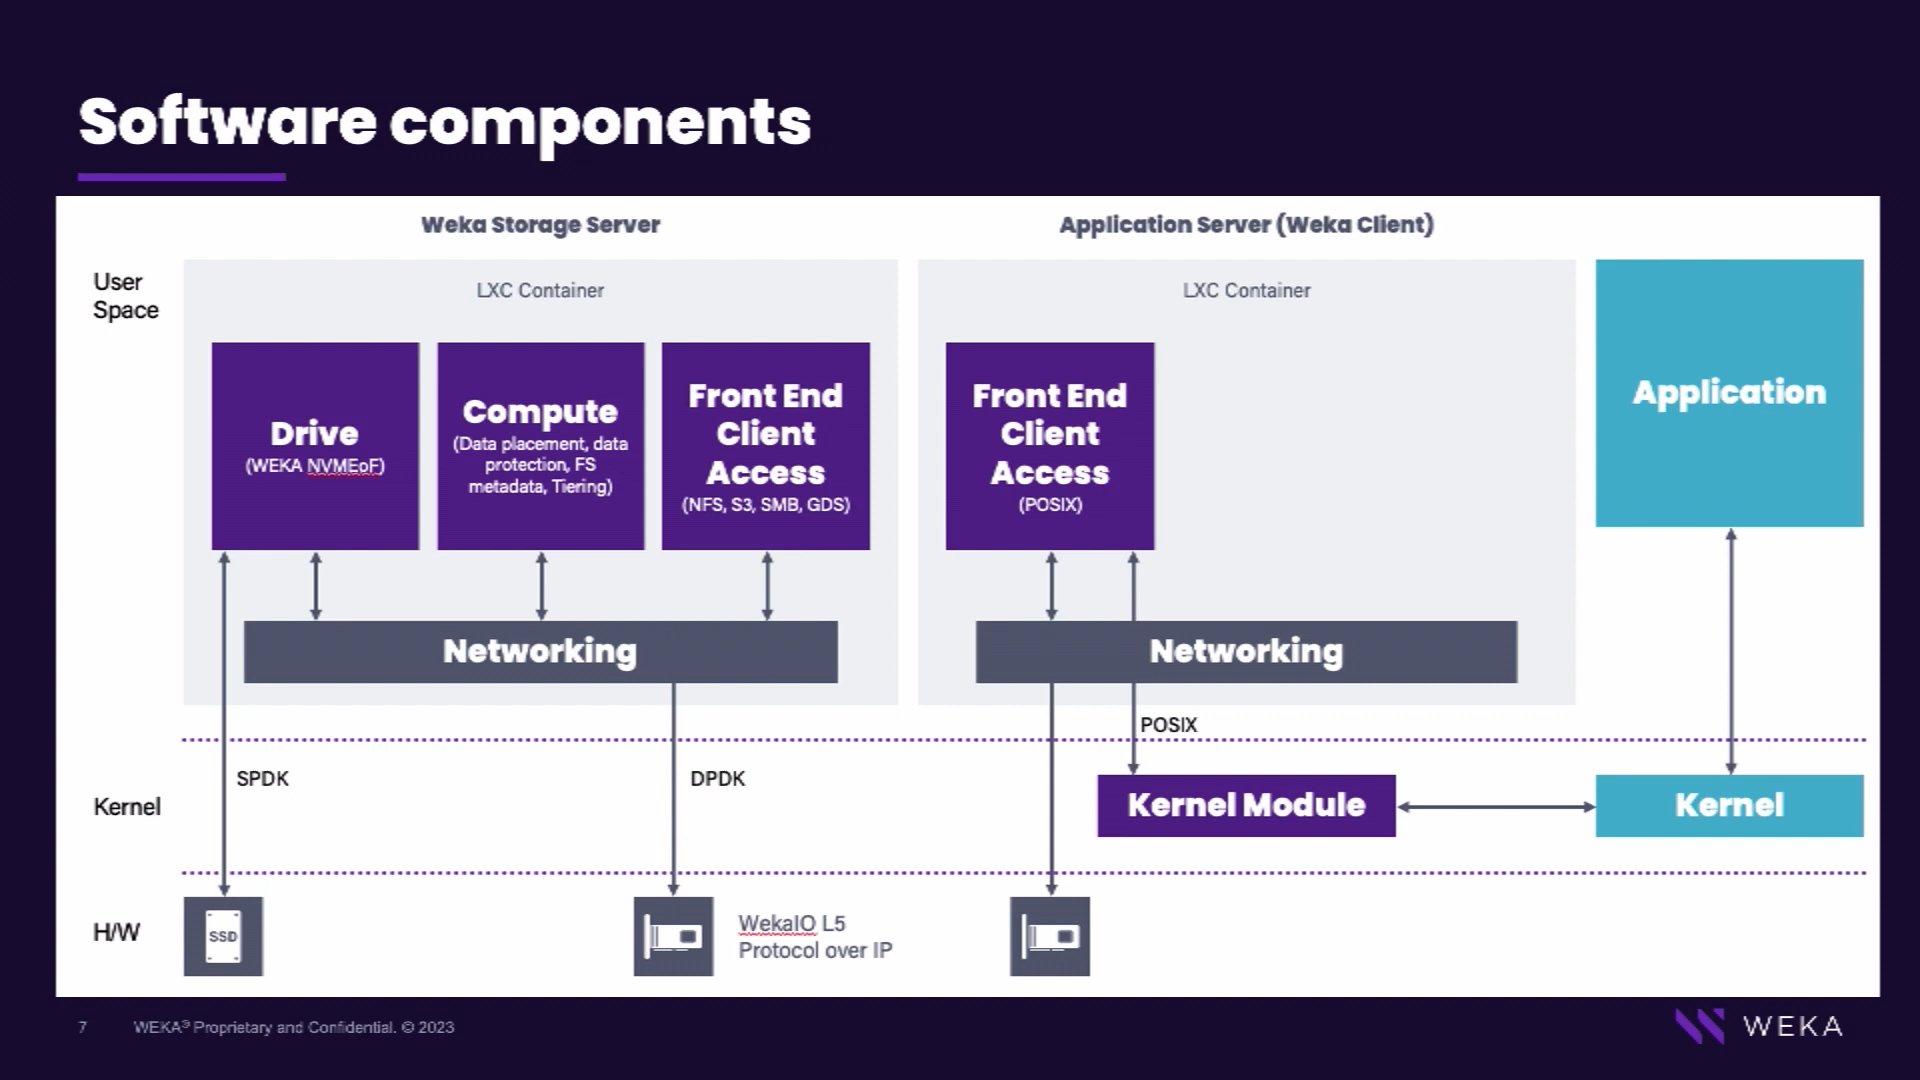 Software components
Weka Storage Server
Application Server (Weka Client)
User
Space
LXC Container
LXC Container
Drive
(WEKA NVMEoF)
Compute
(Data placement, data
protection, FS
metadata, Tiering)
Front End
Client
Access
(NFS, S3, SMB, GDS)
Front End
Client
Access
(POSIX)
Application
Networking
Networking
POSIX
SPDK
DPDK
Kernel
Kernel Module
Kernel
H/W
SSD
WekaIO L5
Protocol over IP
7
WEKA® Proprietary and Confidential. © 2023
WEKA